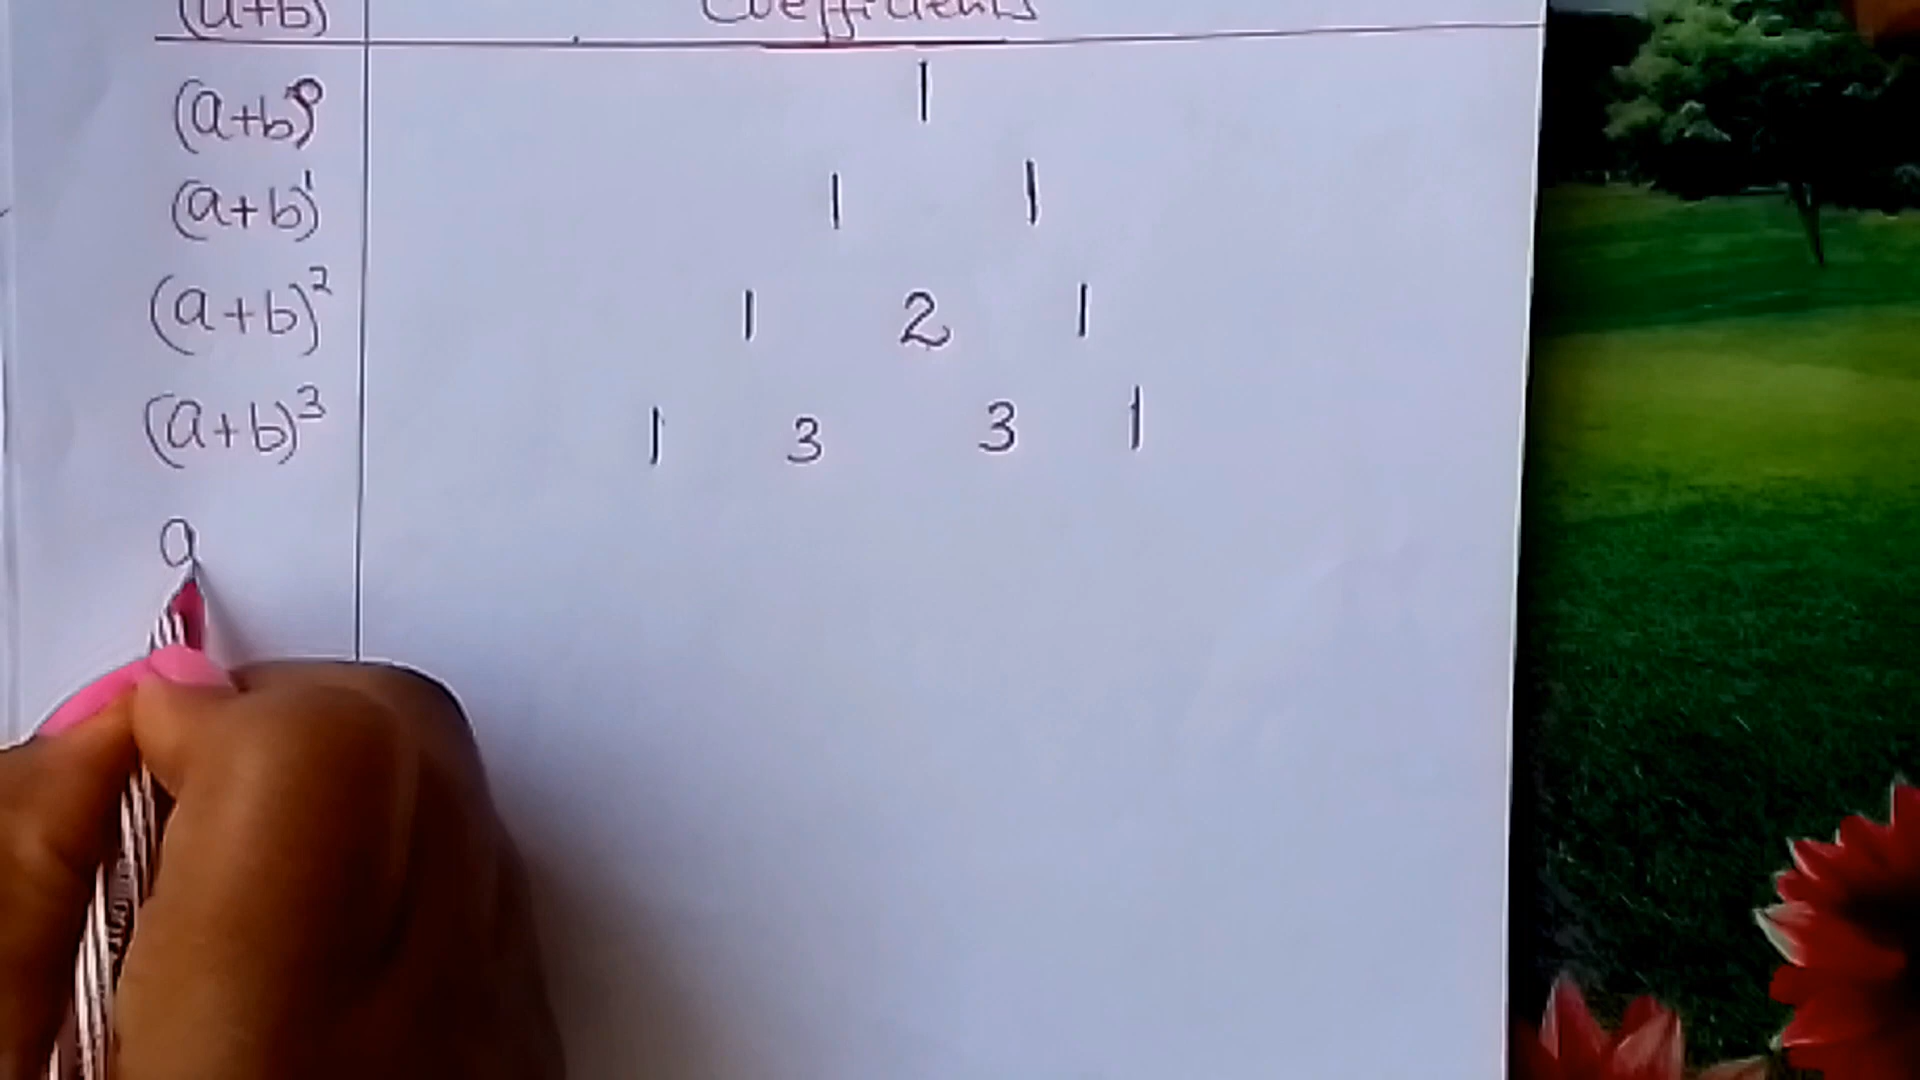 (a+b) Coefficients
(a+b)⁰ 1
(a+b)¹ 1 1
(a+b)² 1 2 1
(a+b)³ 1 3 3 1
a